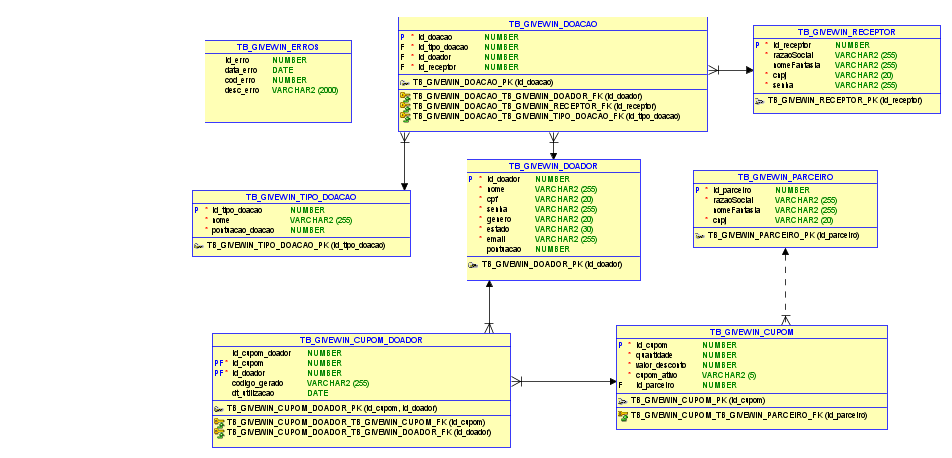 TB_GIVEWIN_DOACAO
P * id_doacao NUMBER
F * id_tipo_doacao NUMBER
F * id_doador NUMBER
F * id_receptor NUMBER
TB_GIVEWIN_DOACAO_PK (id_doacao)
TB_GIVEWIN_DOACAO_TB_GIVEWIN_DOADOR_FK (id_doador)
TB_GIVEWIN_DOACAO_TB_GIVEWIN_RECEPTOR_FK (id_receptor)
TB_GIVEWIN_DOACAO_TB_GIVEWIN_TIPO_DOACAO_FK (id_tipo_doacao)
TB_GIVEWIN_RECEPTOR
P * id_receptor NUMBER
* razaoSocial VARCHAR2 (255)
nomeFantasia VARCHAR2 (255)
* cnpj VARCHAR2 (20)
* senha VARCHAR2 (255)
TB_GIVEWIN_RECEPTOR_PK (id_receptor)
TB_GIVEWIN_ERROS
id_erro NUMBER
data_erro DATE
cod_erro NUMBER
desc_erro VARCHAR2 (2000)
TB_GIVEWIN_DOADOR
P * id_doador NUMBER
* nome VARCHAR2 (255)
* cpf VARCHAR2 (20)
* senha VARCHAR2 (255)
* genero VARCHAR2 (20)
* estado VARCHAR2 (30)
* email VARCHAR2 (255)
pontuacao NUMBER
TB_GIVEWIN_DOADOR_PK (id_doador)
TB_GIVEWIN_PARCEIRO
P * id_parceiro NUMBER
* razaoSocial VARCHAR2 (255)
nomeFantasia VARCHAR2 (255)
* cnpj VARCHAR2 (20)
TB_GIVEWIN_PARCEIRO_PK (id_parceiro)
TB_GIVEWIN_TIPO_DOACAO
P * id_tipo_doacao NUMBER
* nome VARCHAR2 (255)
* pontuacao_doacao NUMBER
TB_GIVEWIN_TIPO_DOACAO_PK (id_tipo_doacao)
TB_GIVEWIN_CUPOM_DOADOR
id_cupom_doador NUMBER
PF * id_cupom NUMBER
PF * id_doador NUMBER
codigo_gerado VARCHAR2 (255)
dt_utilizacao DATE
TB_GIVEWIN_CUPOM_DOADOR_PK (id_cupom, id_doador)
TB_GIVEWIN_CUPOM_DOADOR_TB_GIVEWIN_CUPOM_FK (id_cupom)
TB_GIVEWIN_CUPOM_DOADOR_TB_GIVEWIN_DOADOR_FK (id_doador)
TB_GIVEWIN_CUPOM
P * id_cupom NUMBER
* quantidade NUMBER
* valor_desconto NUMBER
* cupom_ativo VARCHAR2 (5)
F id_parceiro NUMBER
TB_GIVEWIN_CUPOM_PK (id_cupom)
TB_GIVEWIN_CUPOM_TB_GIVEWIN_PARCEIRO_FK (id_parceiro)